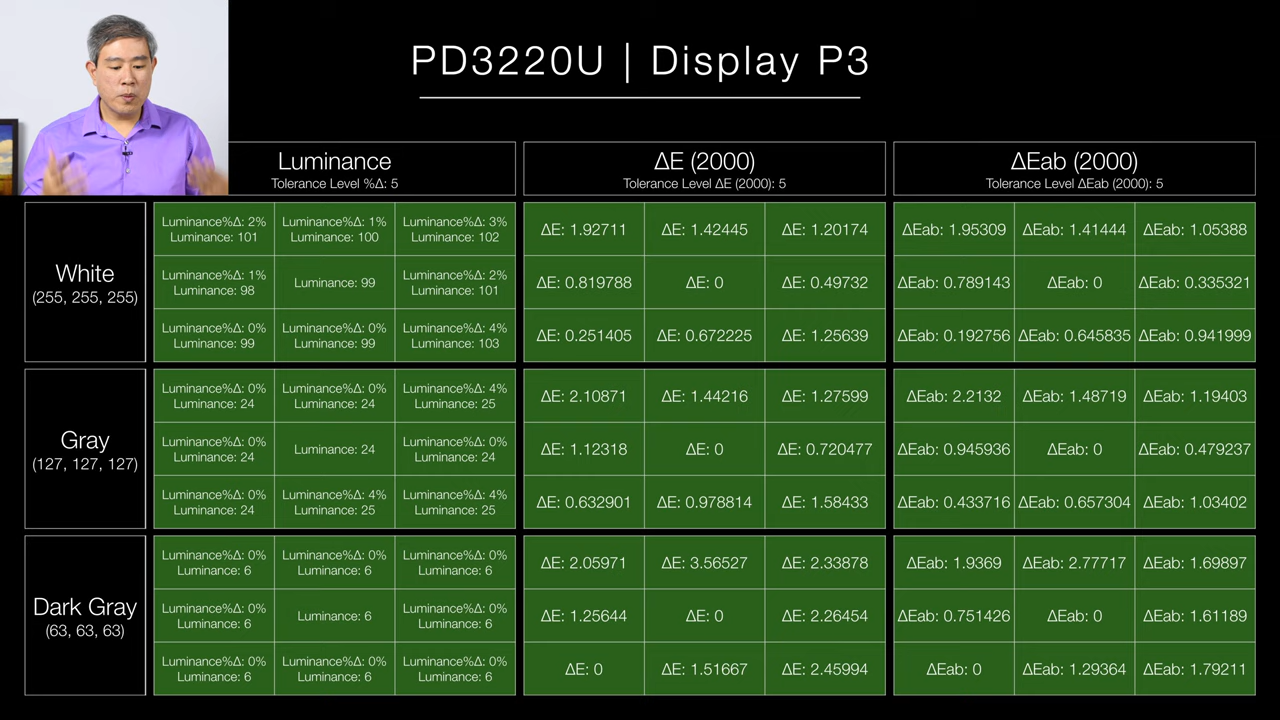 PD3220U | Display P3
Luminance
Tolerance Level %Δ: 5
ΔE (2000)
Tolerance Level ΔE (2000): 5
ΔEab (2000)
Tolerance Level ΔEab (2000): 5
White
(255, 255, 255)
Luminance%Δ: 2%
Luminance: 101
Luminance%Δ: 1%
Luminance: 100
Luminance%Δ: 3%
Luminance: 102
ΔE: 1.92711
ΔE: 1.42445
ΔE: 1.20174
ΔEab: 1.95309
ΔEab: 1.41444
ΔEab: 1.05388
Luminance%Δ: 1%
Luminance: 98
Luminance: 99
Luminance%Δ: 2%
Luminance: 101
ΔE: 0.819788
ΔE: 0
ΔE: 0.49732
ΔEab: 0.789143
ΔEab: 0
ΔEab: 0.335321
Luminance%Δ: 0%
Luminance: 99
Luminance%Δ: 0%
Luminance: 99
Luminance%Δ: 4%
Luminance: 103
ΔE: 0.251405
ΔE: 0.672225
ΔE: 1.25639
ΔEab: 0.192756
ΔEab: 0.645835
ΔEab: 0.941999
Gray
(127, 127, 127)
Luminance%Δ: 0%
Luminance: 24
Luminance%Δ: 0%
Luminance: 24
Luminance%Δ: 4%
Luminance: 25
ΔE: 2.10871
ΔE: 1.44216
ΔE: 1.27599
ΔEab: 2.2132
ΔEab: 1.48719
ΔEab: 1.19403
Luminance%Δ: 0%
Luminance: 24
Luminance: 24
Luminance%Δ: 0%
Luminance: 24
ΔE: 1.12318
ΔE: 0
ΔE: 0.720477
ΔEab: 0.945936
ΔEab: 0
ΔEab: 0.479237
Luminance%Δ: 0%
Luminance: 24
Luminance%Δ: 4%
Luminance: 25
Luminance%Δ: 4%
Luminance: 25
ΔE: 0.632901
ΔE: 0.978814
ΔE: 1.58433
ΔEab: 0.433716
ΔEab: 0.657304
ΔEab: 1.03402
Dark Gray
(63, 63, 63)
Luminance%Δ: 0%
Luminance: 6
Luminance%Δ: 0%
Luminance: 6
Luminance%Δ: 0%
Luminance: 6
ΔE: 2.05971
ΔE: 3.56527
ΔE: 2.33878
ΔEab: 1.9369
ΔEab: 2.77717
ΔEab: 1.69897
Luminance%Δ: 0%
Luminance: 6
Luminance: 6
Luminance%Δ: 0%
Luminance: 6
ΔE: 1.25644
ΔE: 0
ΔE: 2.26454
ΔEab: 0.751426
ΔEab: 0
ΔEab: 1.61189
Luminance%Δ: 0%
Luminance: 6
Luminance%Δ: 0%
Luminance: 6
Luminance%Δ: 0%
Luminance: 6
ΔE: 0
ΔE: 1.51667
ΔE: 2.45994
ΔEab: 0
ΔEab: 1.29364
ΔEab: 1.79211